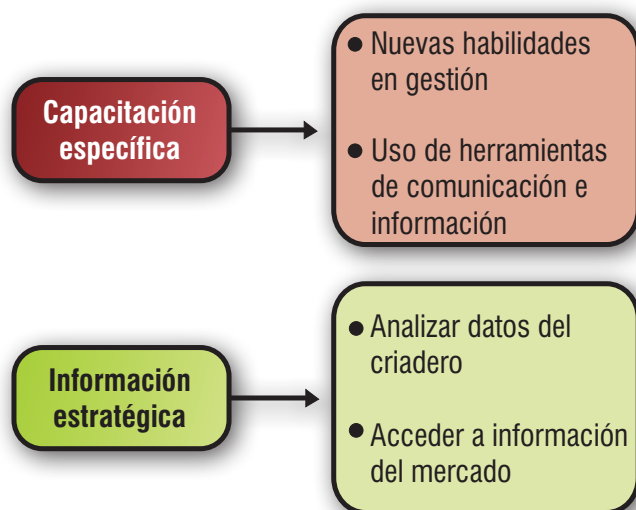 Capacitación
específica
● Nuevas habilidades
en gestión
● Uso de herramientas
de comunicación e
información
Información
estratégica
● Analizar datos del
criadero
● Acceder a información
del mercado